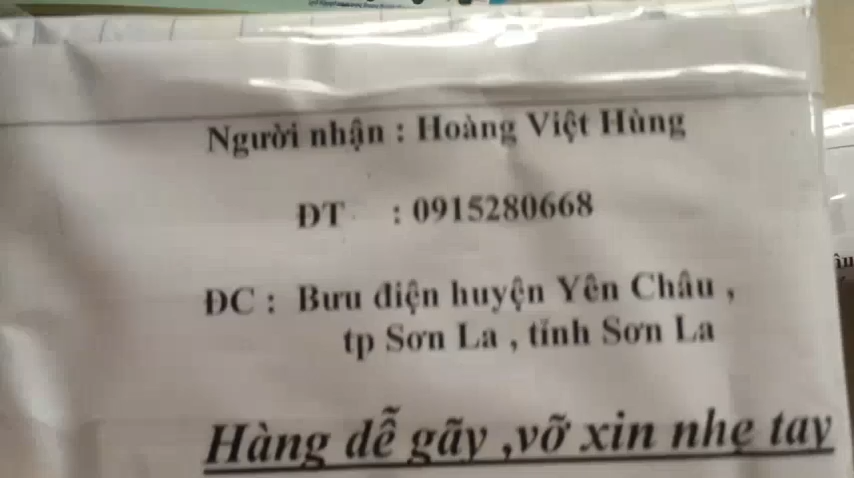 Người nhận : Hoàng Việt Hùng
ĐT : 0915280668
ĐC : Bưu điện huyện Yên Châu ,
tp Sơn La , tỉnh Sơn La
Hàng dễ gãy ,vỡ xin nhẹ tay